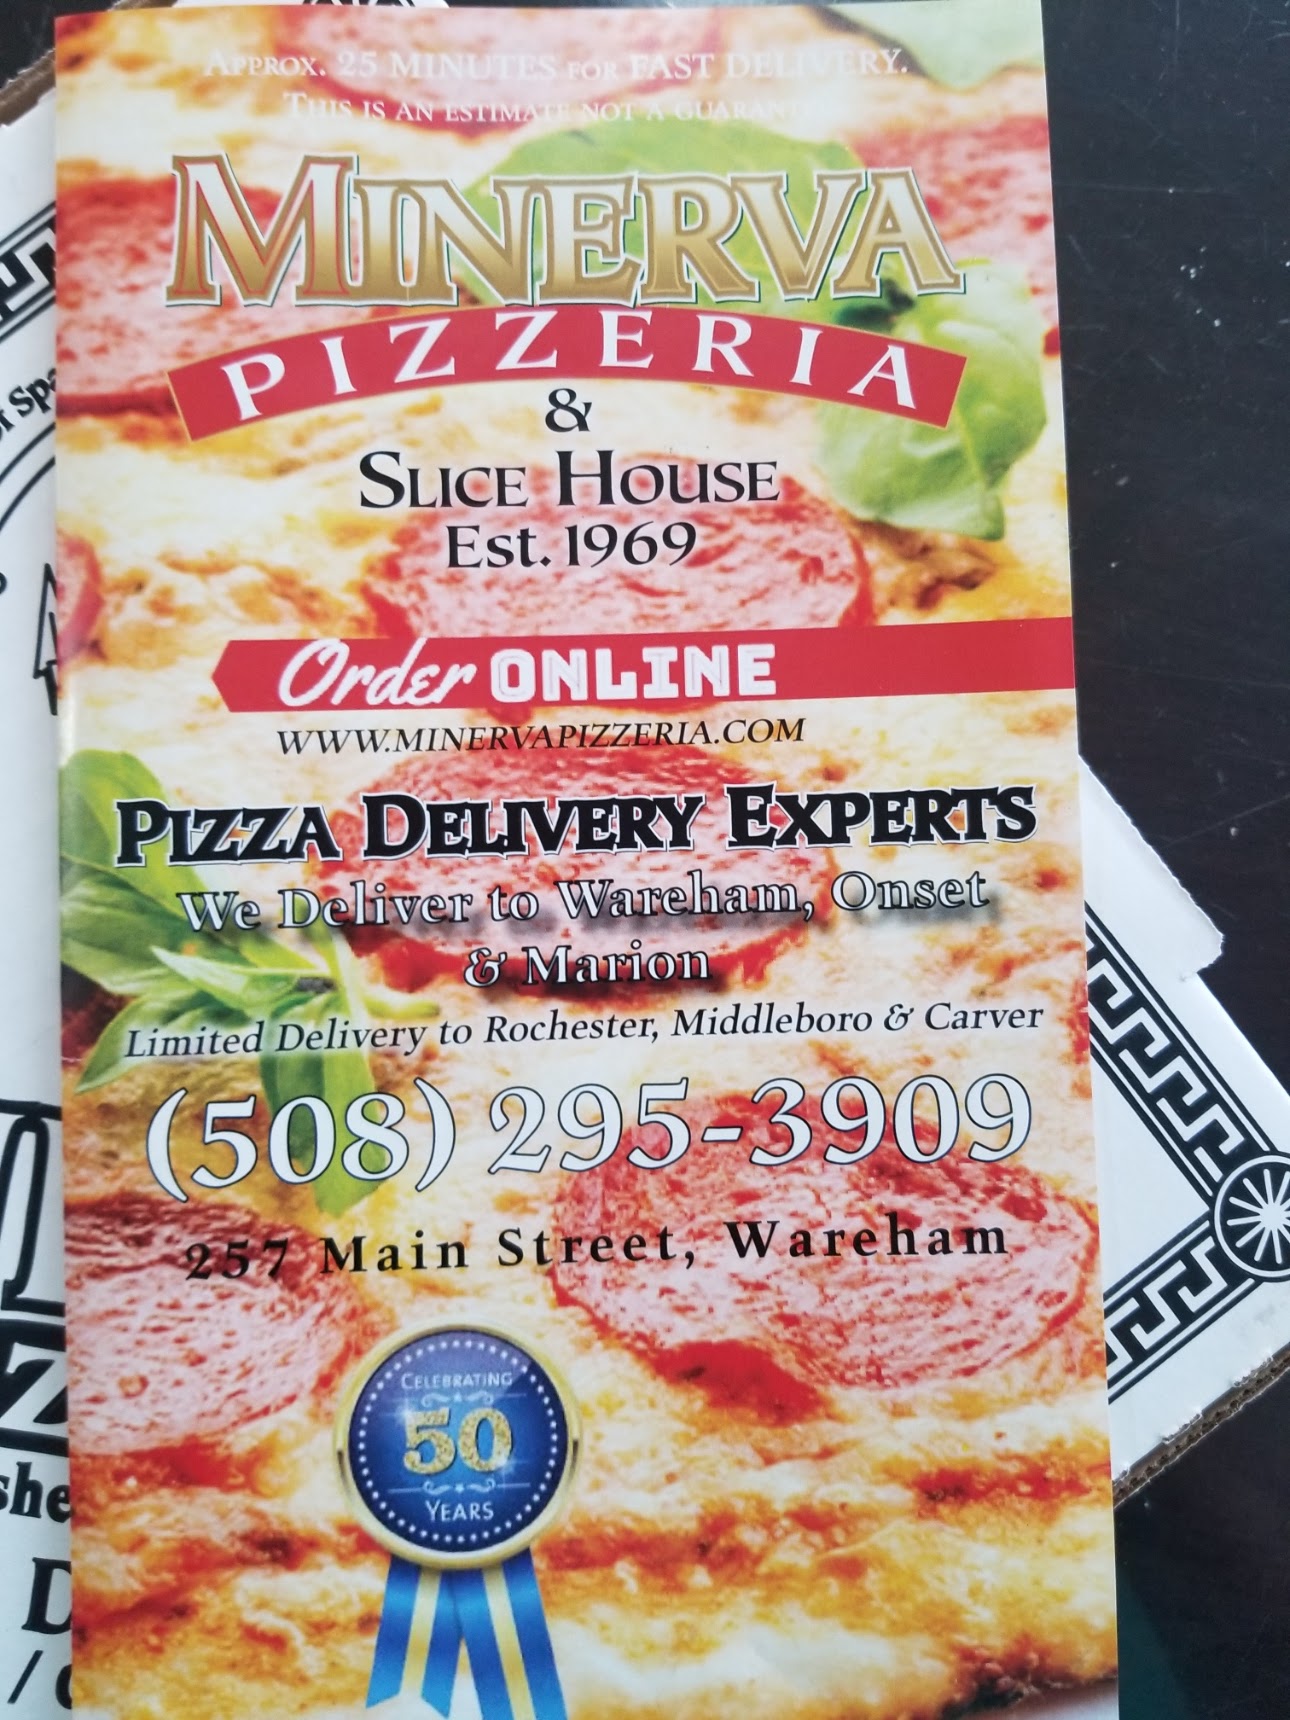 APPROX. 25 MINUTES FOR FAST DELIVERY.
THIS IS AN ESTIMATE NOT A
MINERVA
PIZZERIA
&
SLICE HOUSE
Est. 1969
Order ONLINE
WWW.MINERVAPIZZERIA.COM
PIZZA DELIVERY EXPERTS
We Deliver to Wareham, Onset
& Marion
Limited Delivery to Rochester, Middleboro & Carver
(508) 295-3909
257 Main Street, Wareham
CELEBRATING
50
YEARS